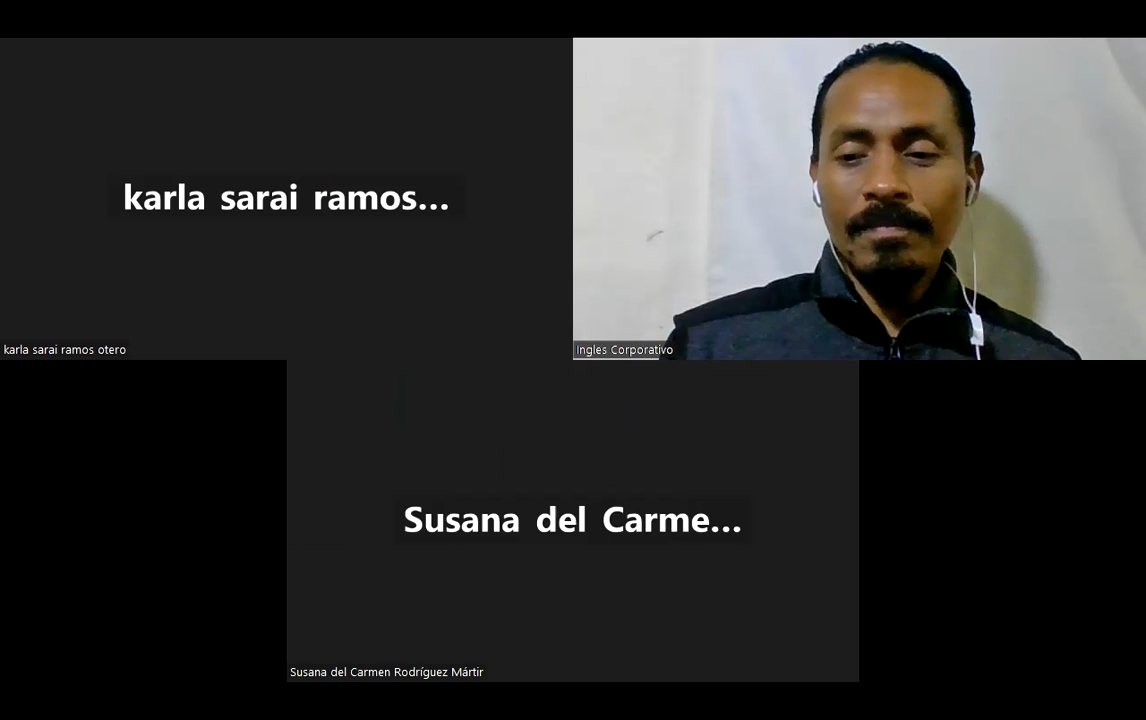 karla sarai ramos...
karla sarai ramos otero
Ingles Corporativo
Susana del Carme...
Susana del Carmen Rodríguez Mártir